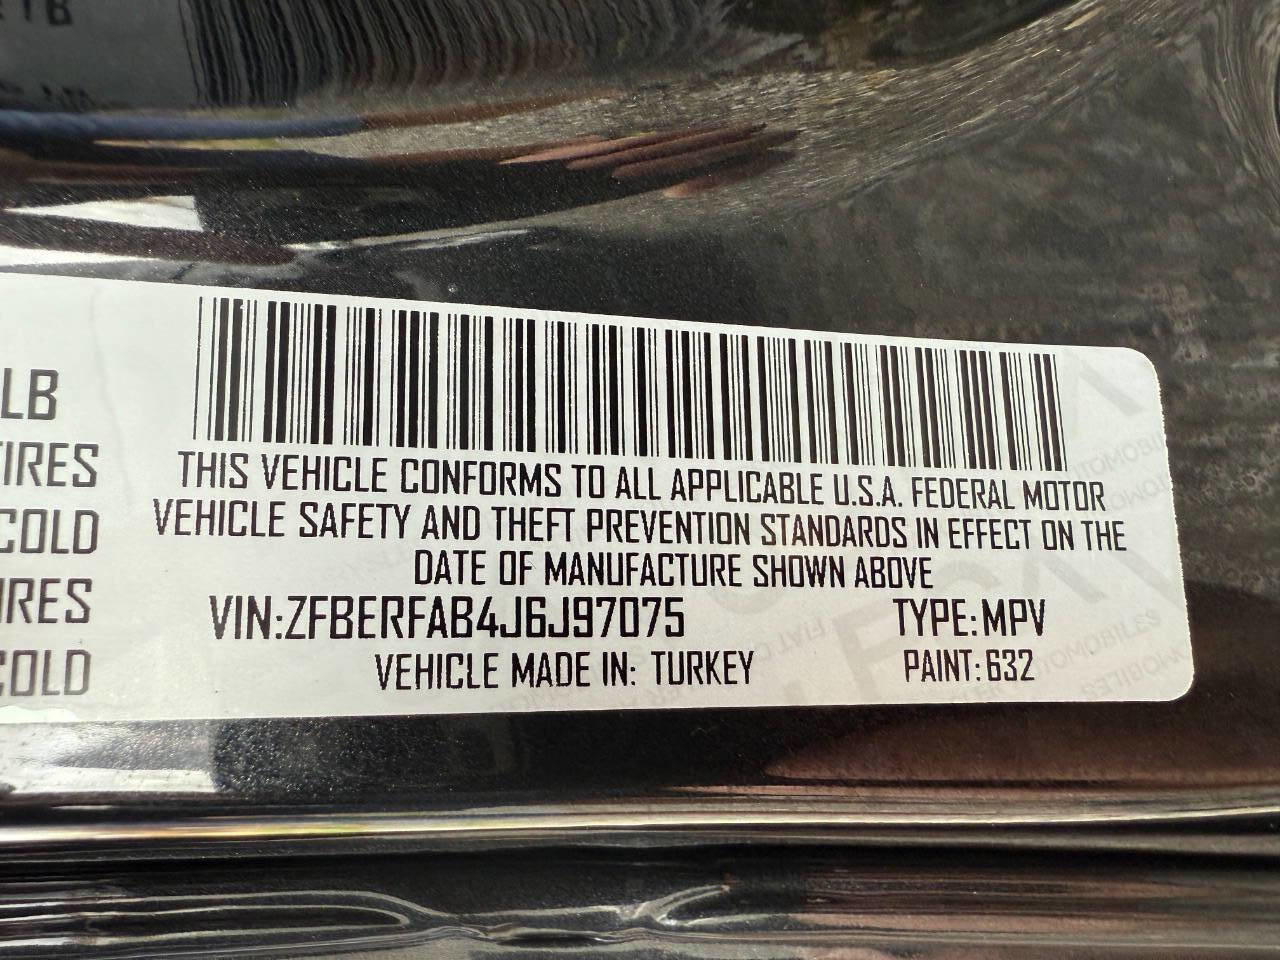 LB
TIRES
COLD
IRES
COLD
THIS VEHICLE CONFORMS TO ALL APPLICABLE U.S.A. FEDERAL MOTOR
VEHICLE SAFETY AND THEFT PREVENTION STANDARDS IN EFFECT ON THE
DATE OF MANUFACTURE SHOWN ABOVE
VIN:ZFBERFAB4J6J97075 TYPE: MPV
VEHICLE MADE IN: TURKEY PAINT: 632